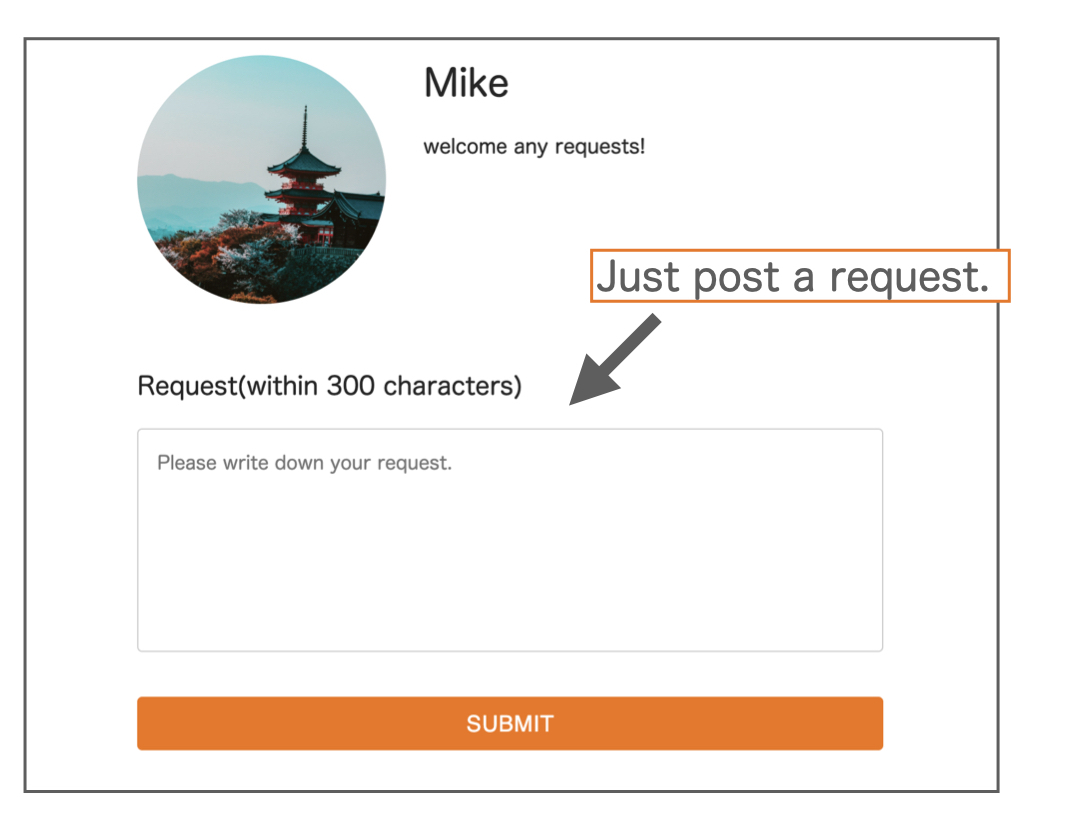 Mike
welcome any requests!
Just post a request.
Request(within 300 characters)
Please write down your request.
SUBMIT